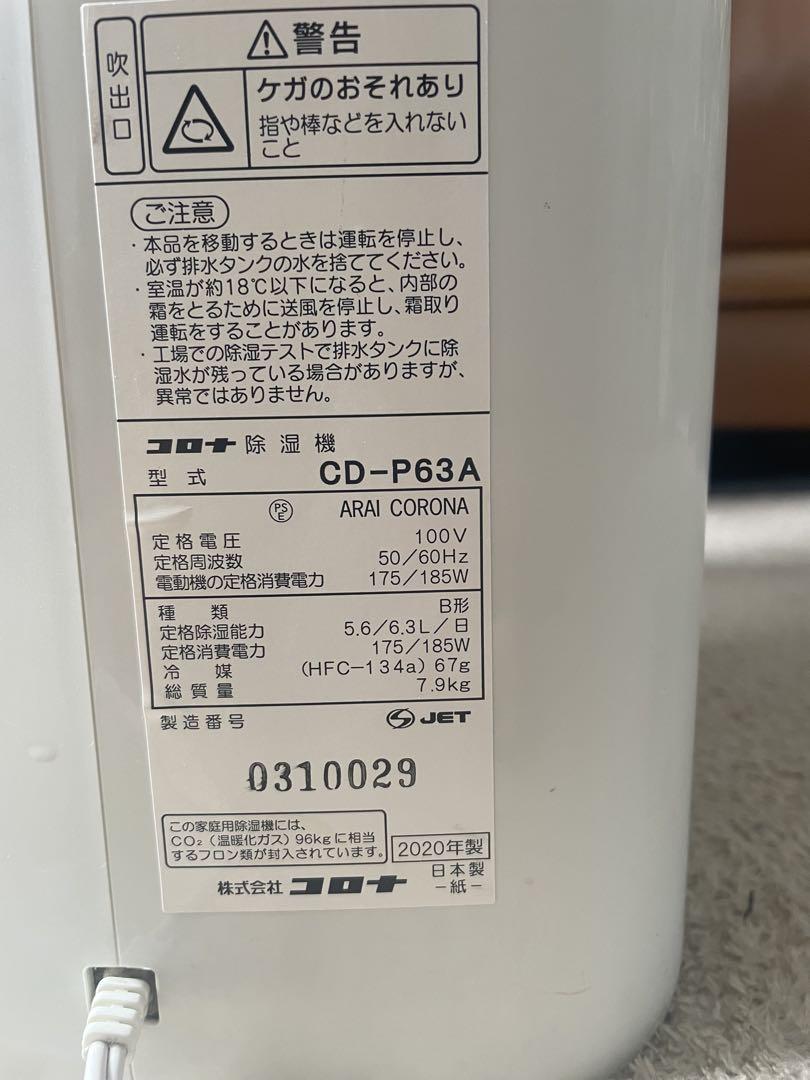 吹出口
警告
ケガのおそれあり
指や棒などを入れない
こと
ご注意
・本品を移動するときは運転を停止し、
必ず排水タンクの水を捨ててください。
・室温が約18℃以下になると、内部の
霜をとるために送風を停止し、霜取り
運転をすることがあります。
・工場での除湿テストで排水タンクに除
湿水が残っている場合がありますが、
異常ではありません。
コロナ 除湿機
型式 CD-P63A
PSE ARAI CORONA
定格電圧 100V
定格周波数 50/60Hz
電動機の定格消費電力 175/185W
種類 B形
定格除湿能力 5.6/6.3L/日
定格消費電力 175/185W
冷媒 (HFC-134a) 67g
総質量 7.9kg
製造番号 JET
0310029
この家庭用除湿機には、
CO₂(温暖化ガス)96kgに相当
するフロン類が封入されています。
2020年製
株式会社 コロナ 日本製
-紙-